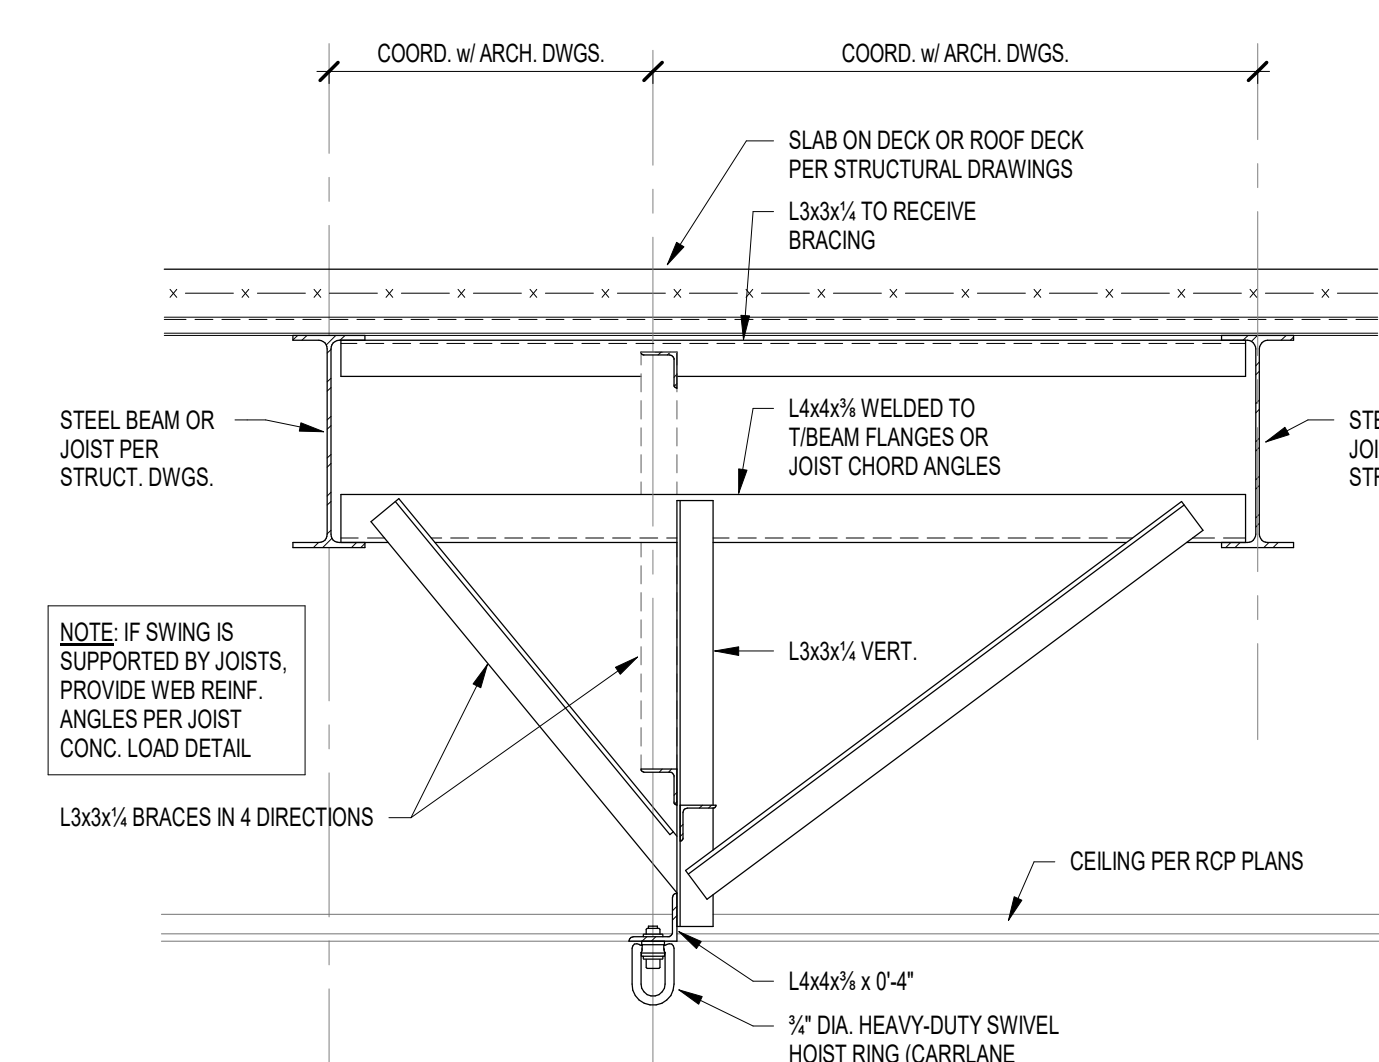 COORD. w/ ARCH. DWGS.
COORD. w/ ARCH. DWGS.
SLAB ON DECK OR ROOF DECK
PER STRUCTURAL DRAWINGS
L3x3x¼ TO RECEIVE
BRACING
STEEL BEAM OR
JOIST PER
STRUCT. DWGS.
L4x4x⅜ WELDED TO
T/BEAM FLANGES OR
JOIST CHORD ANGLES
NOTE: IF SWING IS
SUPPORTED BY JOISTS,
PROVIDE WEB REINF.
ANGLES PER JOIST
CONC. LOAD DETAIL
L3x3x¼ VERT.
L3x3x¼ BRACES IN 4 DIRECTIONS
CEILING PER RCP PLANS
L4x4x⅜ x 0'-4"
¾" DIA. HEAVY-DUTY SWIVEL
HOIST RING (CARRLANE